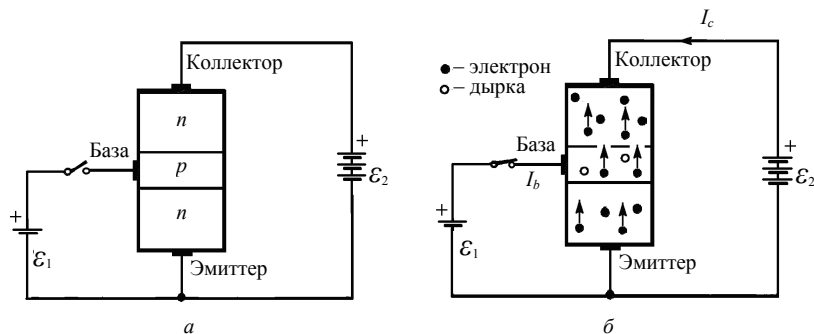 Коллектор
n
p
n
База
+
ε₁
+
ε₂
Эмиттер
а
I_c
Коллектор
● – электрон
○ – дырка
База
I_b
+
ε₁
+
ε₂
Эмиттер
б